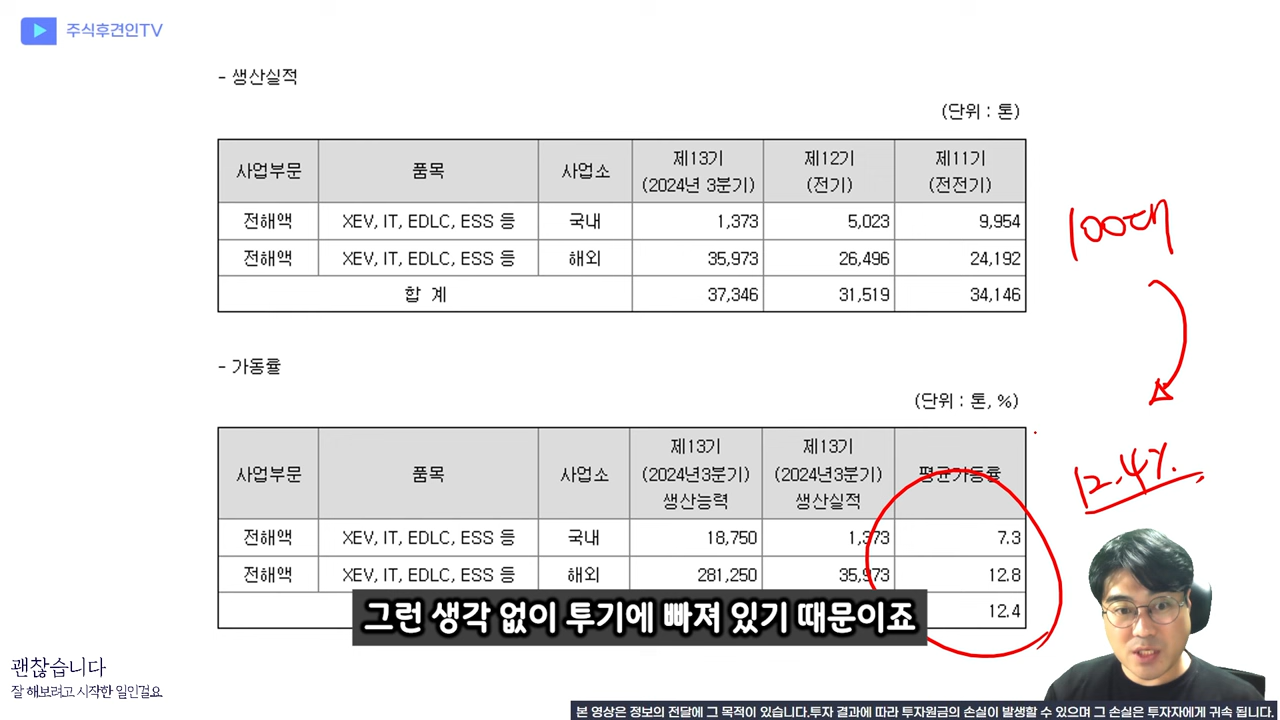 주식후견인TV
- 생산실적
(단위 : 톤)
사업부문 품목 사업소 제13기 (2024년 3분기) 제12기 (전기) 제11기 (전전기)
전해액 XEV, IT, EDLC, ESS 등 국내 1,373 5,023 9,954
전해액 XEV, IT, EDLC, ESS 등 해외 35,973 26,496 24,192
합 계 37,346 31,519 34,146
100대
- 가동률
(단위 : 톤, %)
사업부문 품목 사업소 제13기 (2024년3분기) 생산능력 제13기 (2024년3분기) 생산실적 평균가동률
12.4%
전해액 XEV, IT, EDLC, ESS 등 국내 18,750 1,373 7.3
전해액 XEV, IT, EDLC, ESS 등 해외 281,250 35,973 12.8
12.4
그런 생각 없이 투기에 빠져 있기 때문이죠
괜찮습니다
잘 해보려고 시작한 일인걸요
본 영상은 정보의 전달에 그 목적이 있습니다.투자 결과에 따라 투자원금의 손실이 발생할 수 있으며 그 손실은 투자자에게 귀속 됩니다.